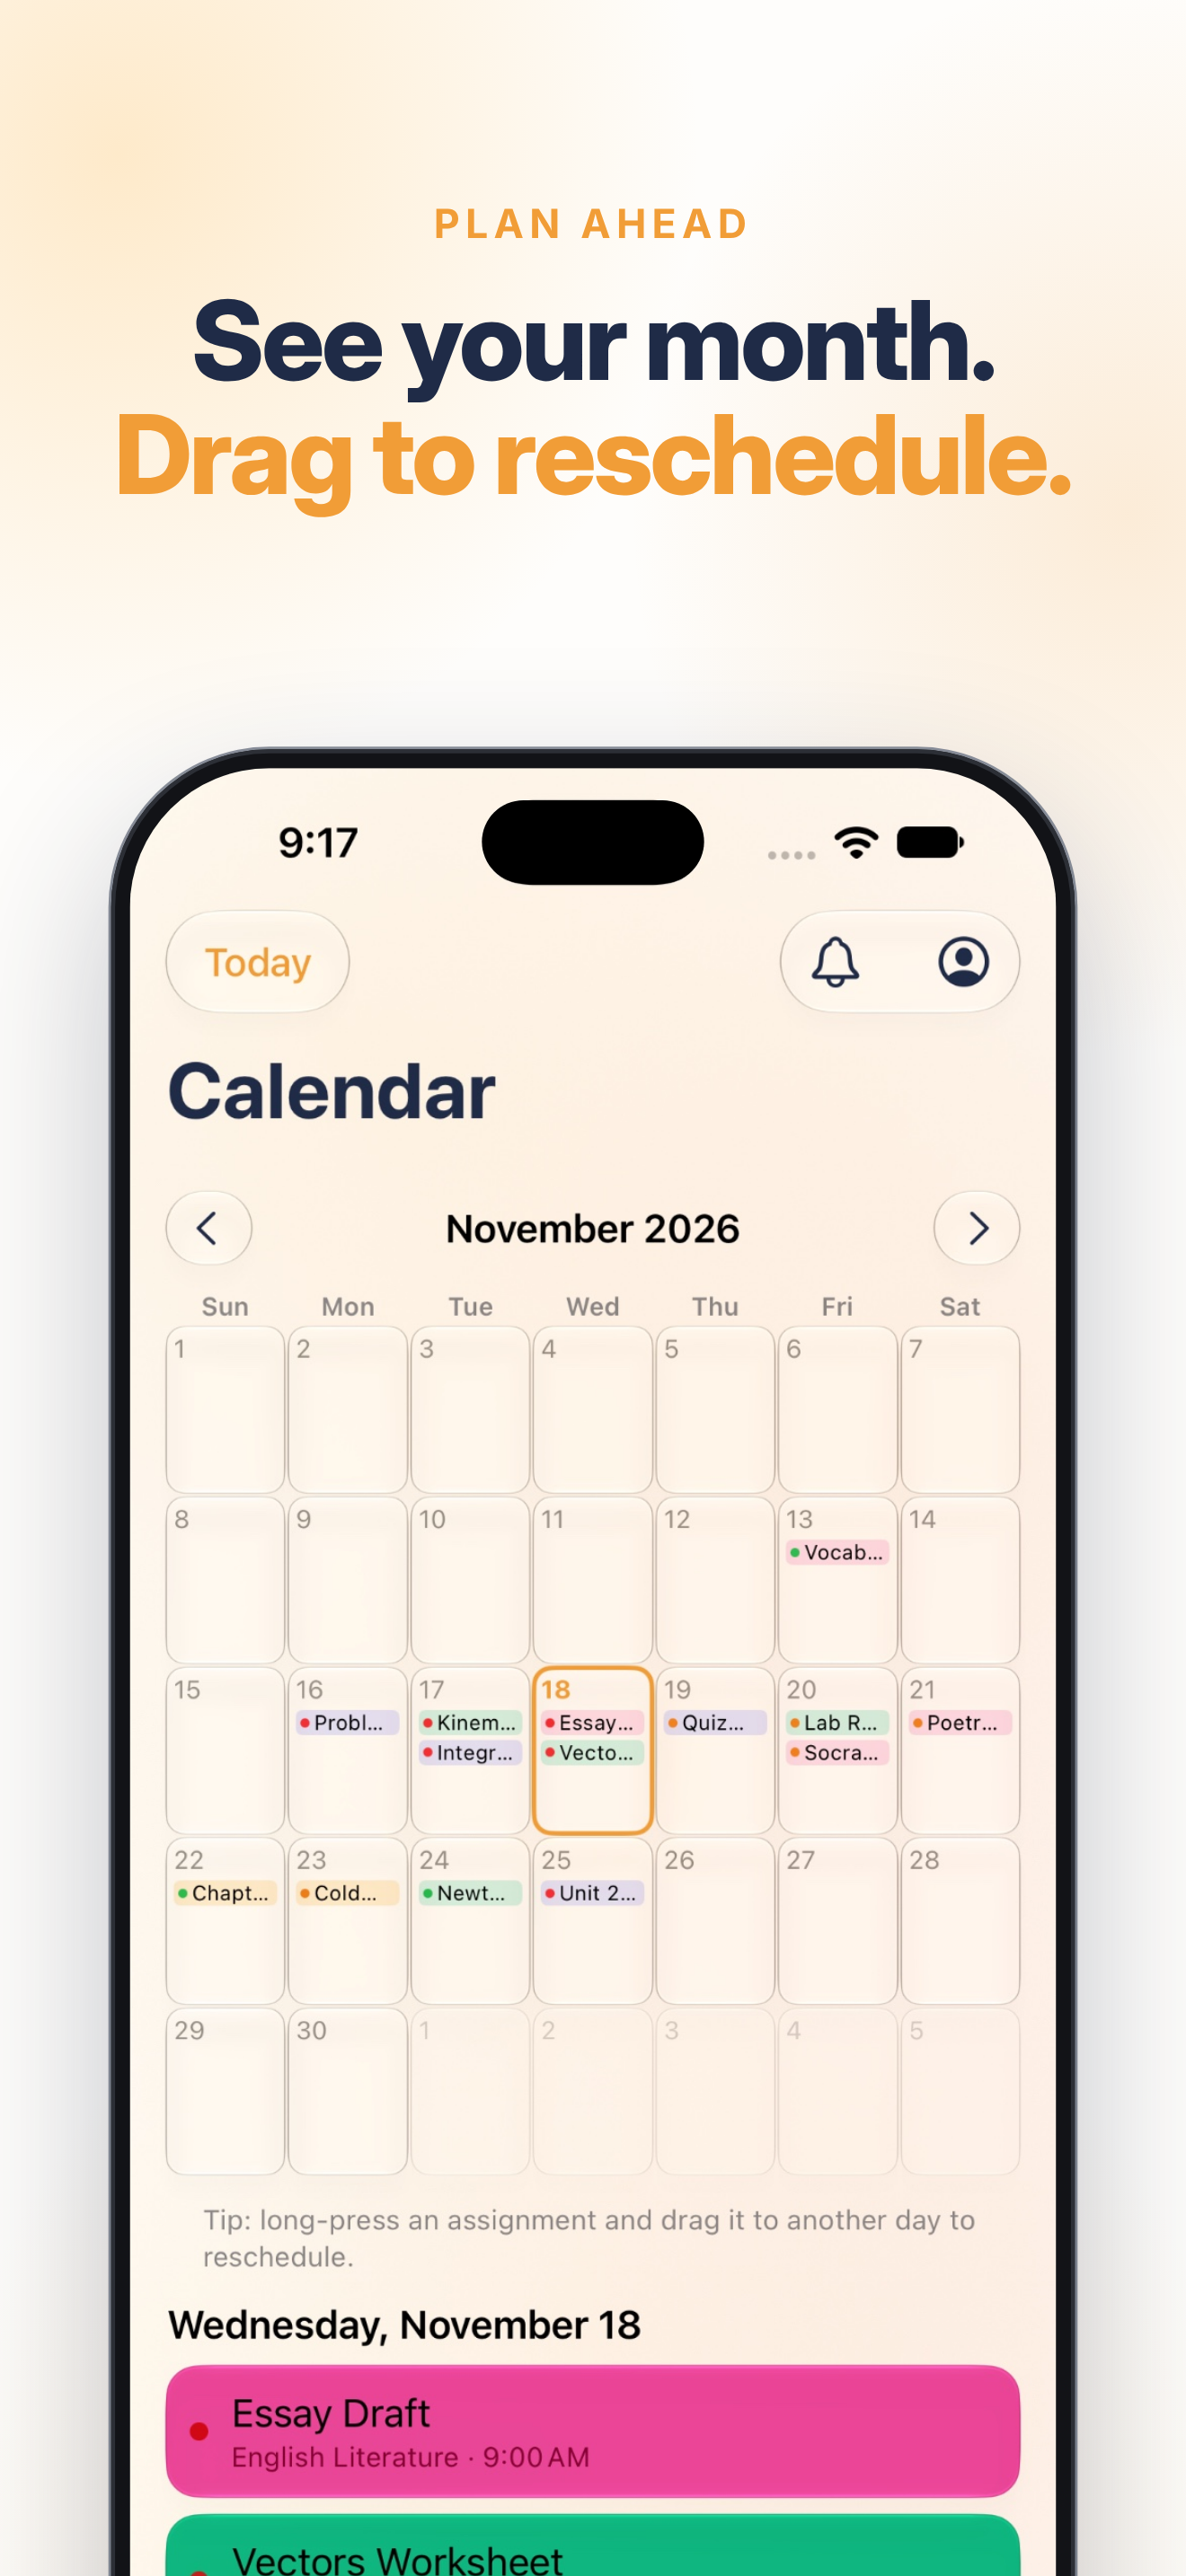 PLAN AHEAD
See your month.
Drag to reschedule.
9:17
Today
Calendar
November 2026
Sun Mon Tue Wed Thu Fri Sat
1 2 3 4 5 6 7
8 9 10 11 12 13 14
Vocab...
15 16 17 18 19 20 21
Probl... Kinem... Essay... Quiz... Lab R... Poetr...
Integr... Vecto... Socra...
22 23 24 25 26 27 28
Chapt... Cold... Newt... Unit 2...
29 30 1 2 3 4 5
Tip: long-press an assignment and drag it to another day to
reschedule.
Wednesday, November 18
Essay Draft
English Literature · 9:00 AM
Vectors Worksheet